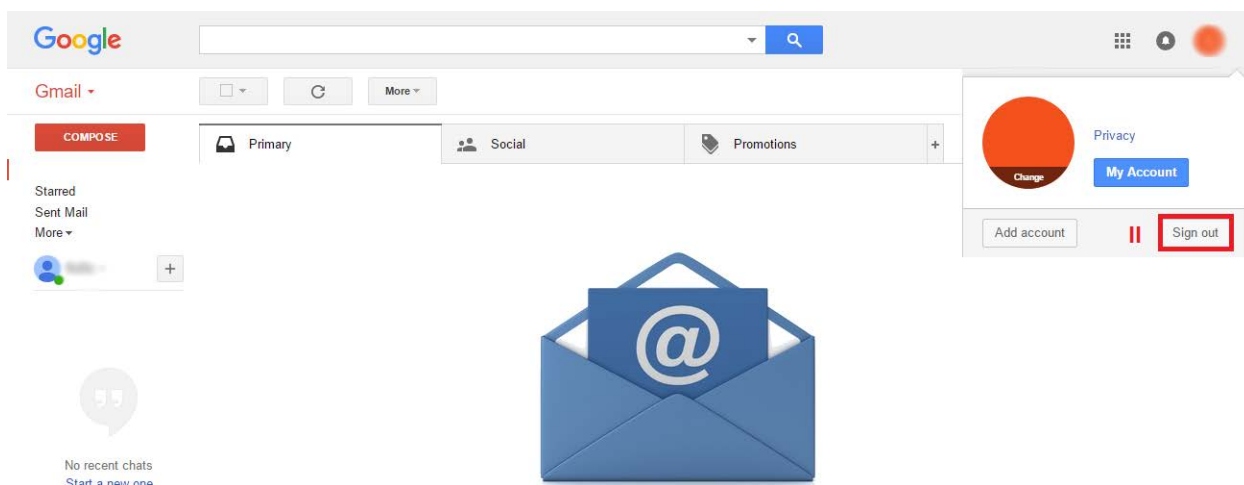 Google
Gmail
More
COMPOSE
Primary
Social
Promotions
+
Starred
Sent Mail
More
+
No recent chats
Start a new one
Privacy
My Account
Change
Add account
II
Sign out
@